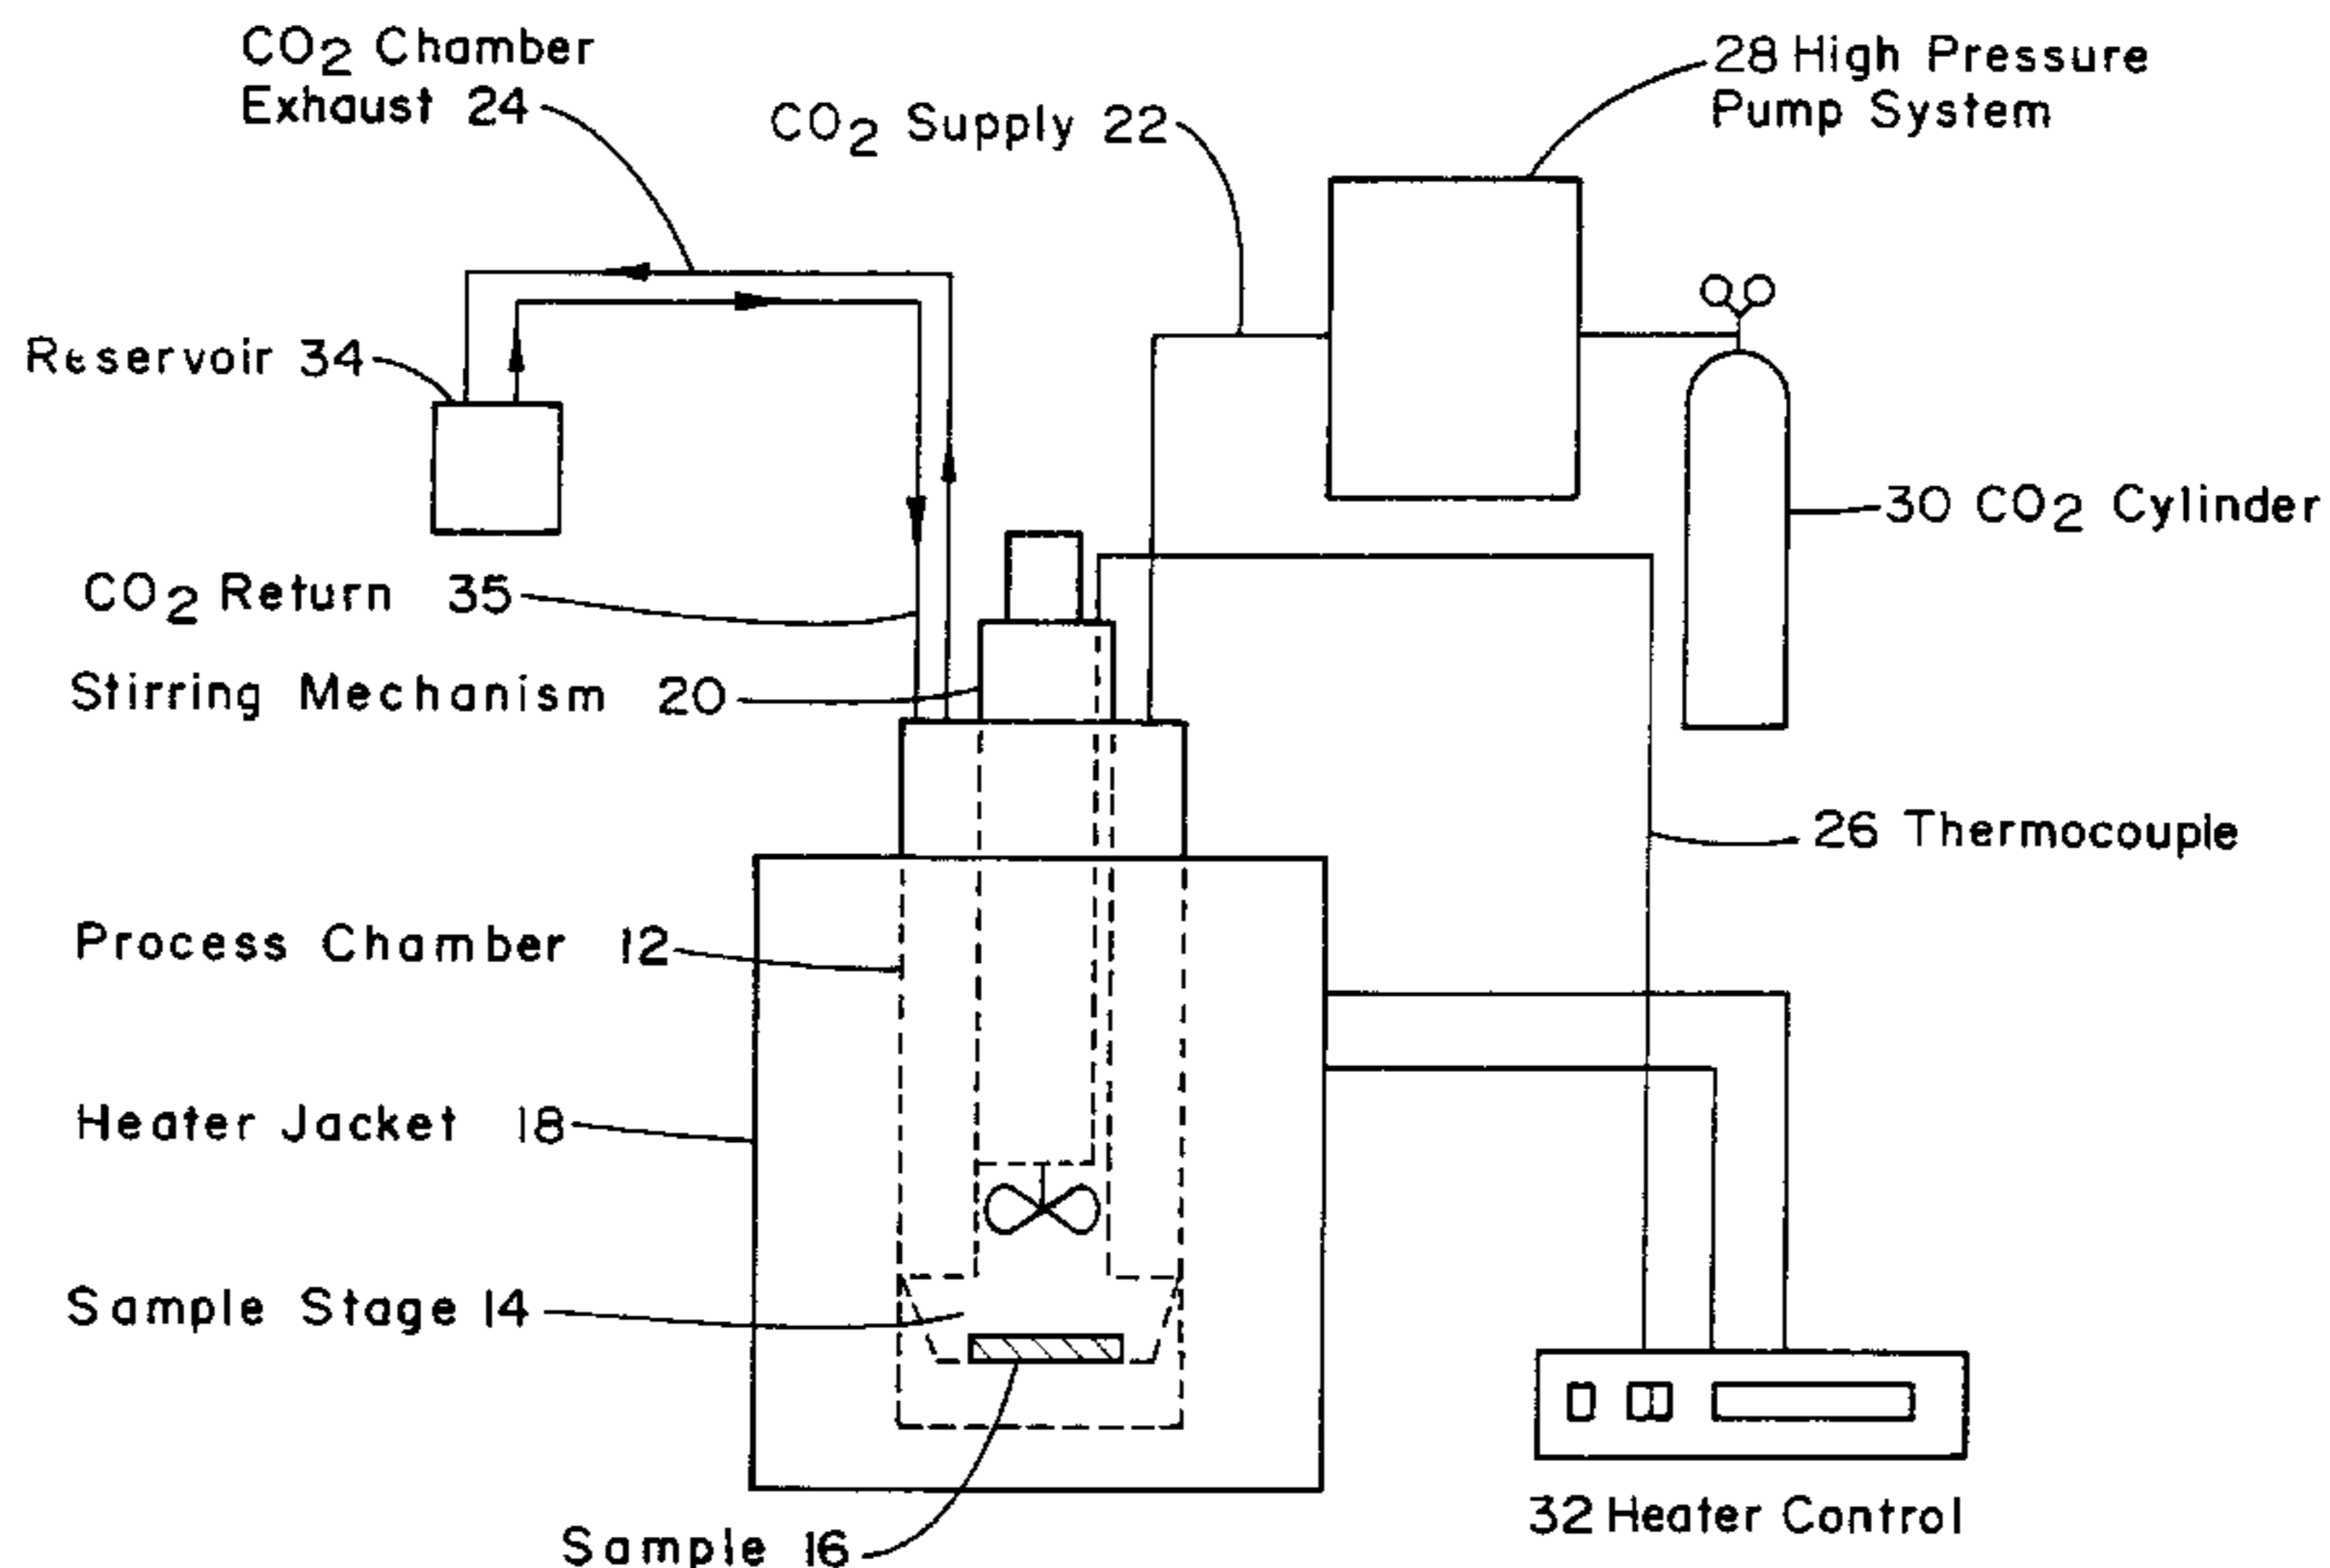 CO2 Chamber
Exhaust 24
CO2 Supply 22
28 High Pressure
Pump System
Reservoir 34
30 CO2 Cylinder
CO2 Return 35
Stirring Mechanism 20
26 Thermocouple
Process Chamber 12
Heater Jacket 18
Sample Stage 14
32 Heater Control
Sample 16